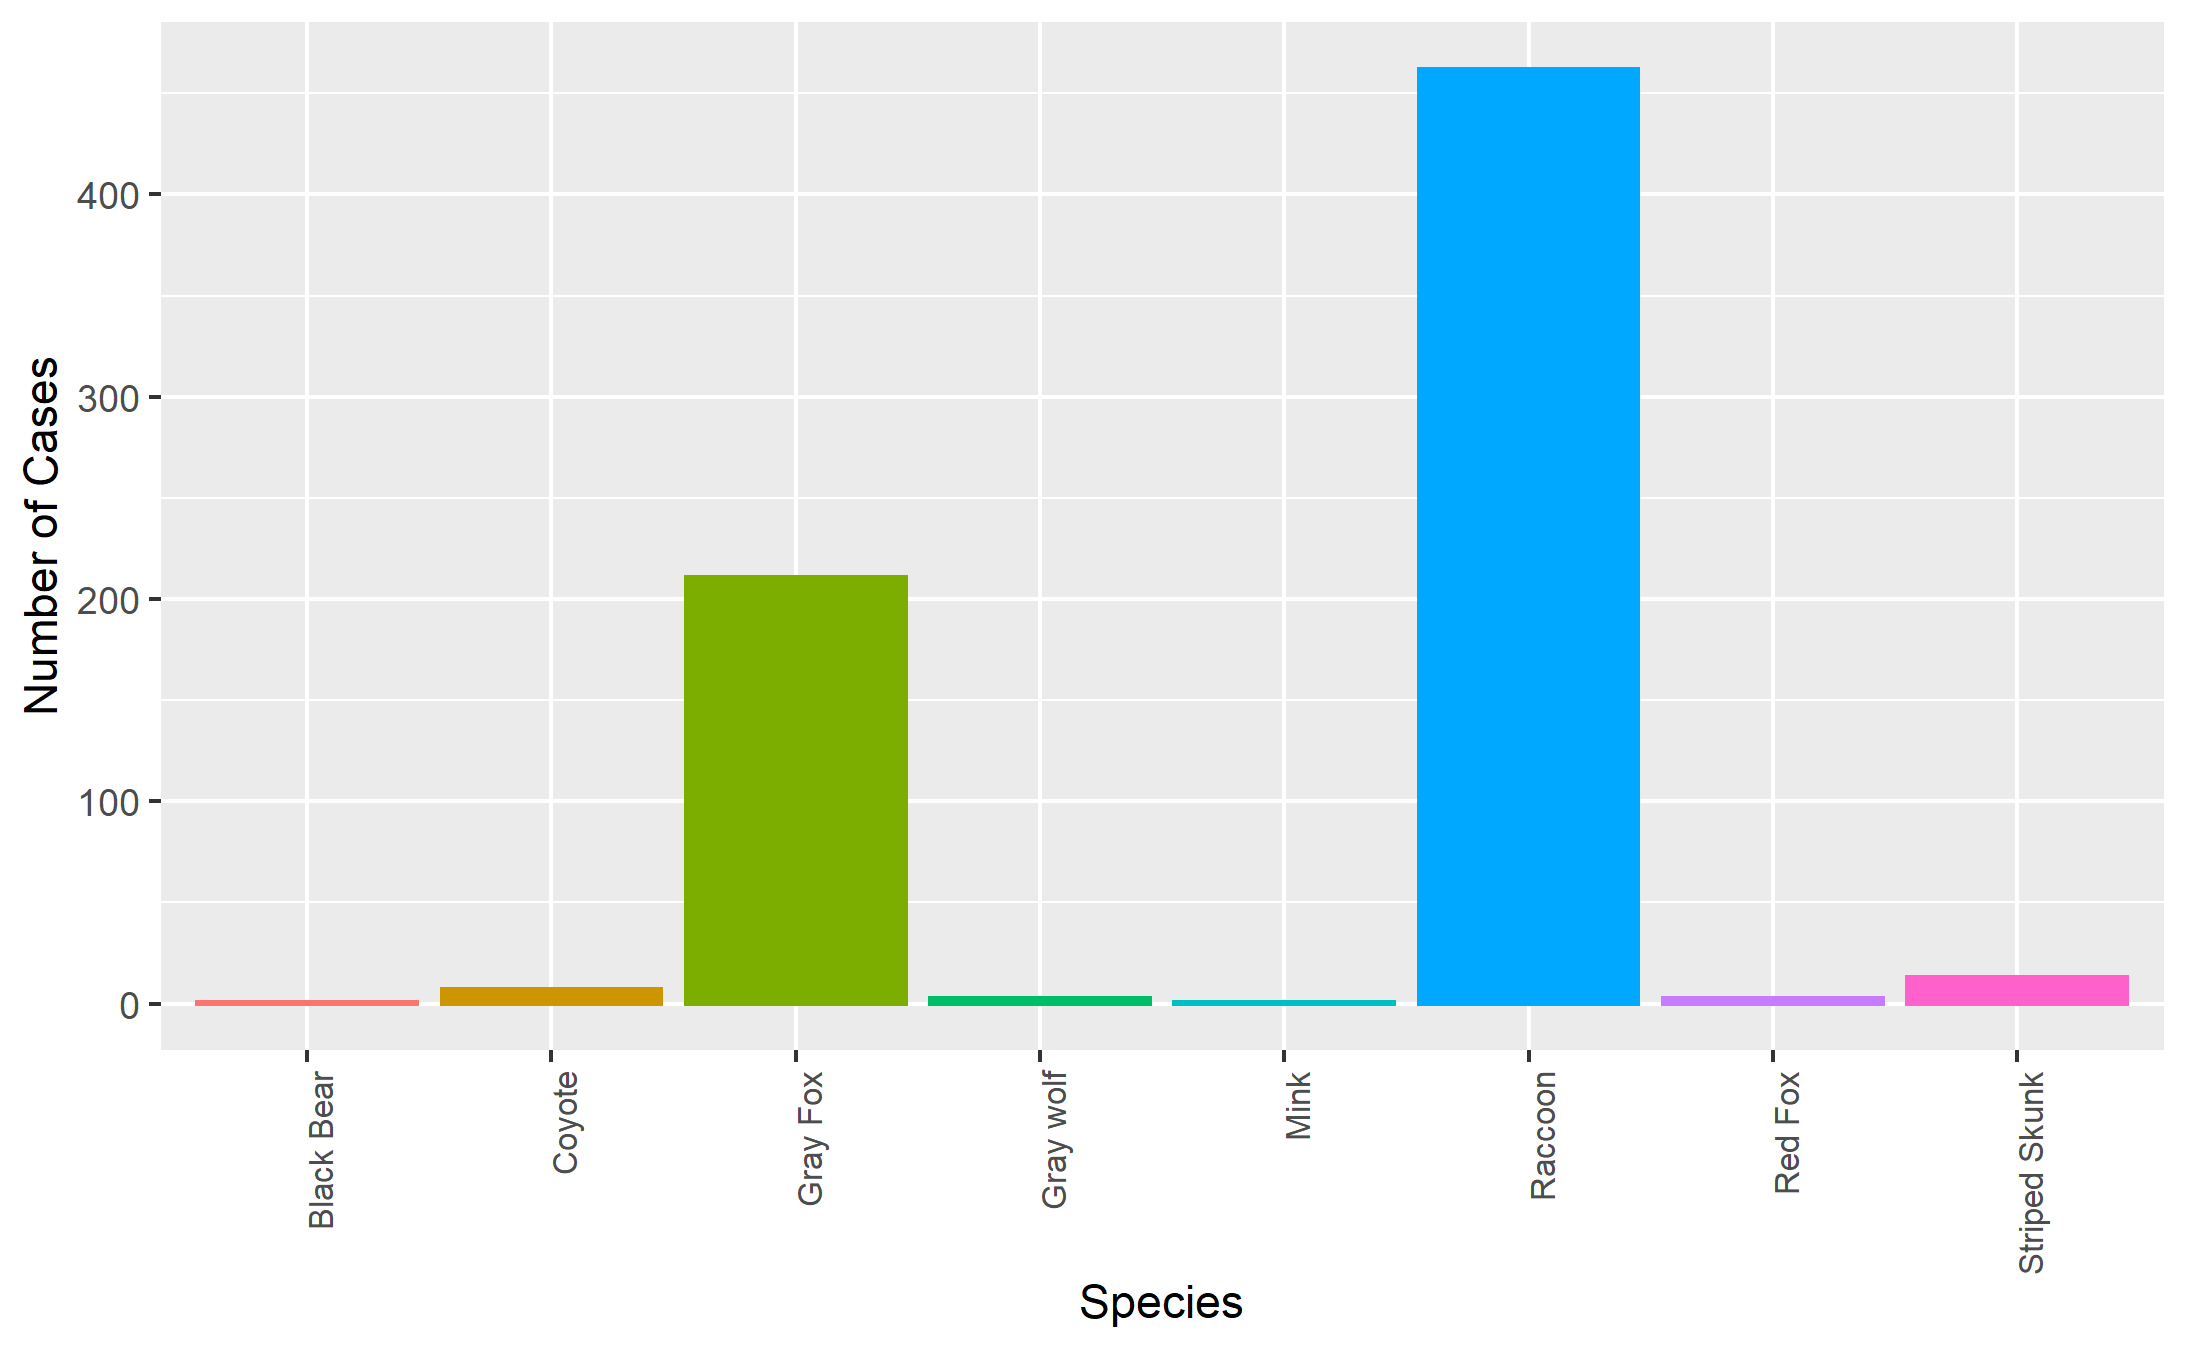 Number of Cases
400
300
200
100
0
Black Bear
Coyote
Gray Fox
Gray wolf
Mink
Raccoon
Red Fox
Striped Skunk
Species